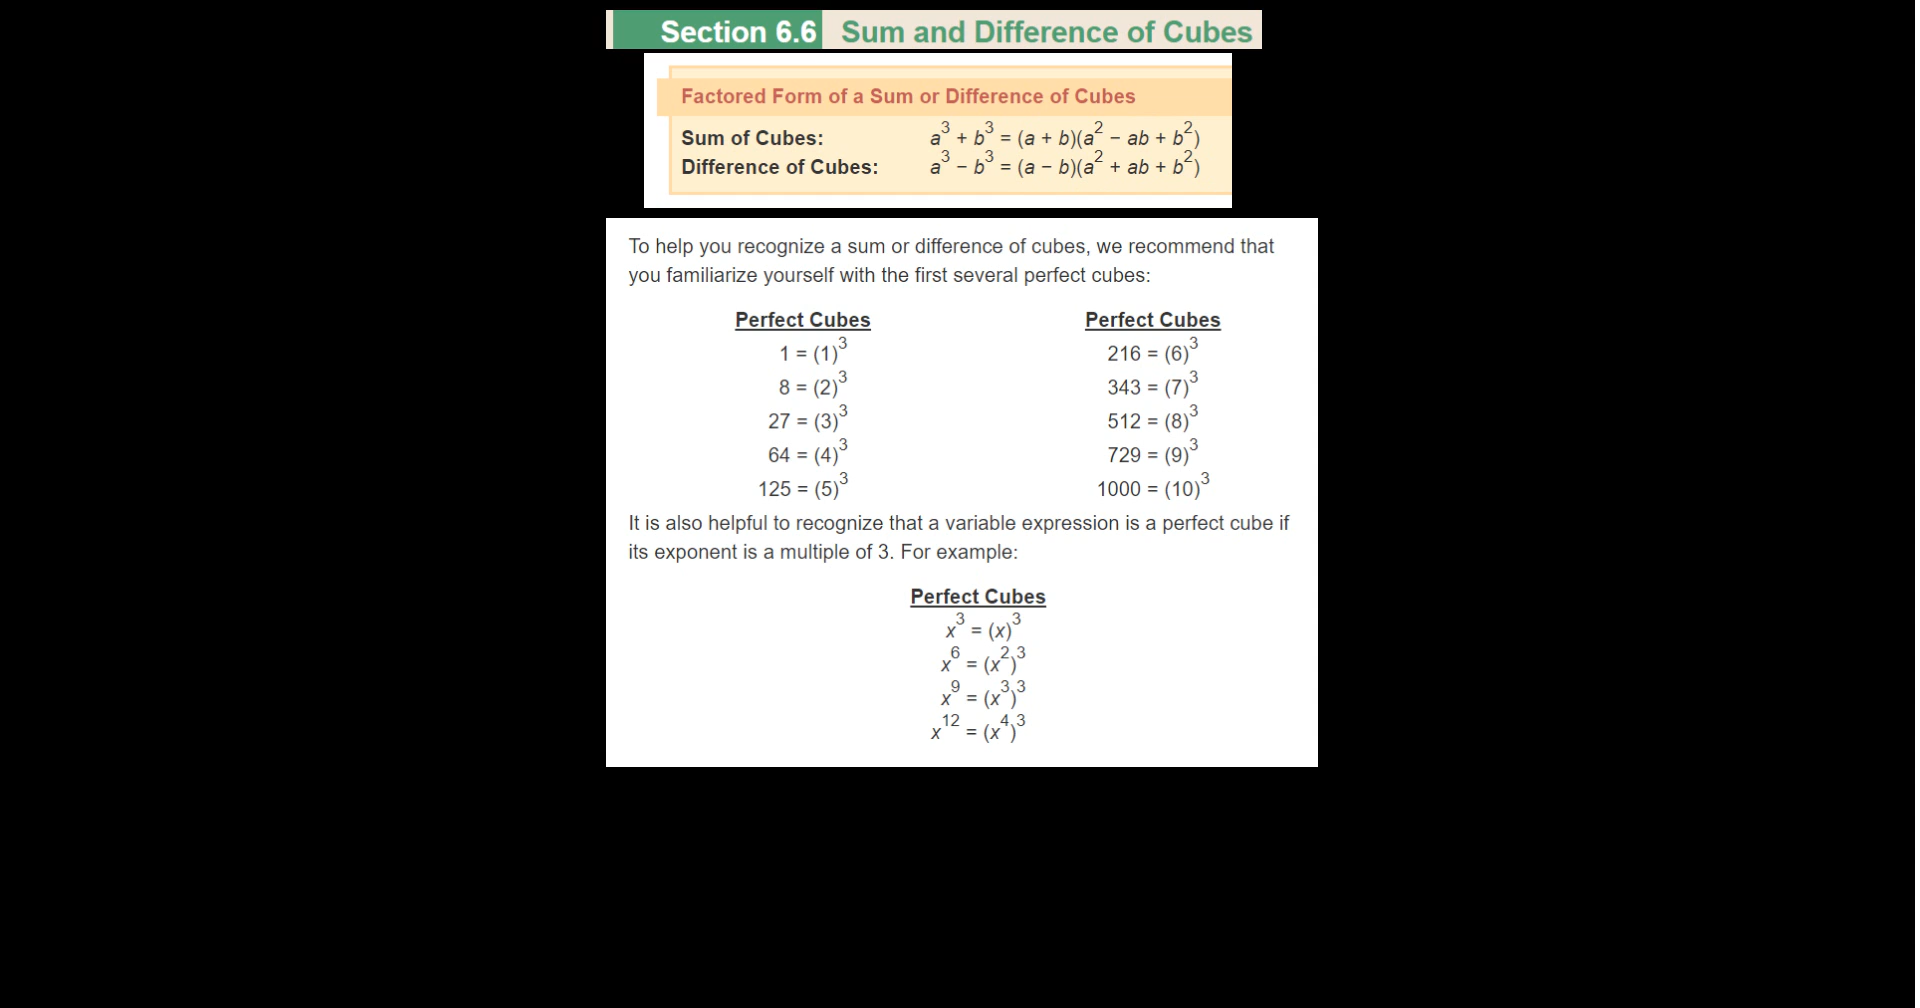 Section 6.6 Sum and Difference of Cubes
Factored Form of a Sum or Difference of Cubes
Sum of Cubes: a³ + b³ = (a + b)(a² − ab + b²)
Difference of Cubes: a³ − b³ = (a − b)(a² + ab + b²)
To help you recognize a sum or difference of cubes, we recommend that
you familiarize yourself with the first several perfect cubes:
Perfect Cubes Perfect Cubes
1 = (1)³ 216 = (6)³
8 = (2)³ 343 = (7)³
27 = (3)³ 512 = (8)³
64 = (4)³ 729 = (9)³
125 = (5)³ 1000 = (10)³
It is also helpful to recognize that a variable expression is a perfect cube if
its exponent is a multiple of 3. For example:
Perfect Cubes
x³ = (x)³
x⁶ = (x²)³
x⁹ = (x³)³
x¹² = (x⁴)³